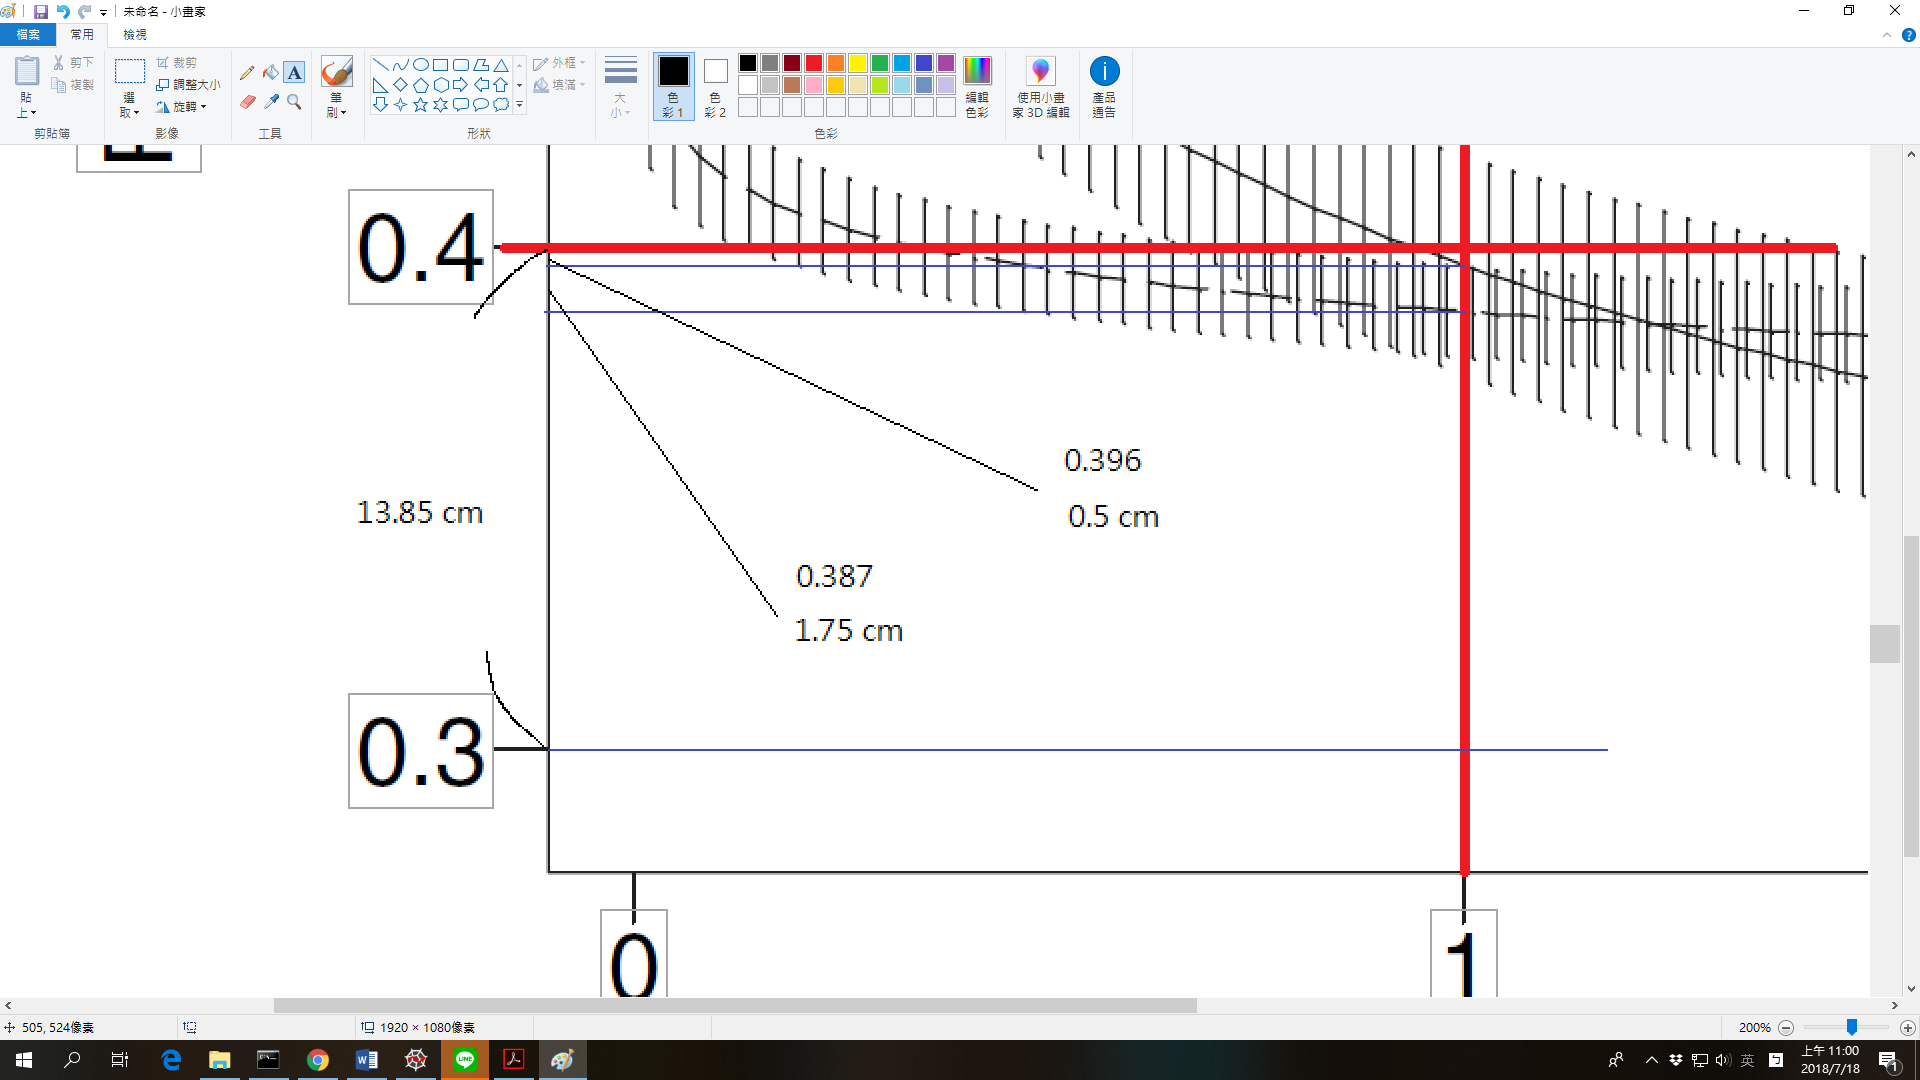 未命名 - 小畫家
檔案 常用 檢視
貼上
剪下
複製
剪貼簿
選取
裁剪
調整大小
旋轉
影像
A
工具
筆刷
外框
填滿
形狀
大小
色彩 1
色彩 2
編輯色彩
色彩
使用小畫家 3D 編輯
產品通告
0.4
0.396
0.5 cm
13.85 cm
0.387
1.75 cm
0.3
0
1
505, 524像素
1920 × 1080像素
200%
英
上午 11:00
2018/7/18
LINE
1